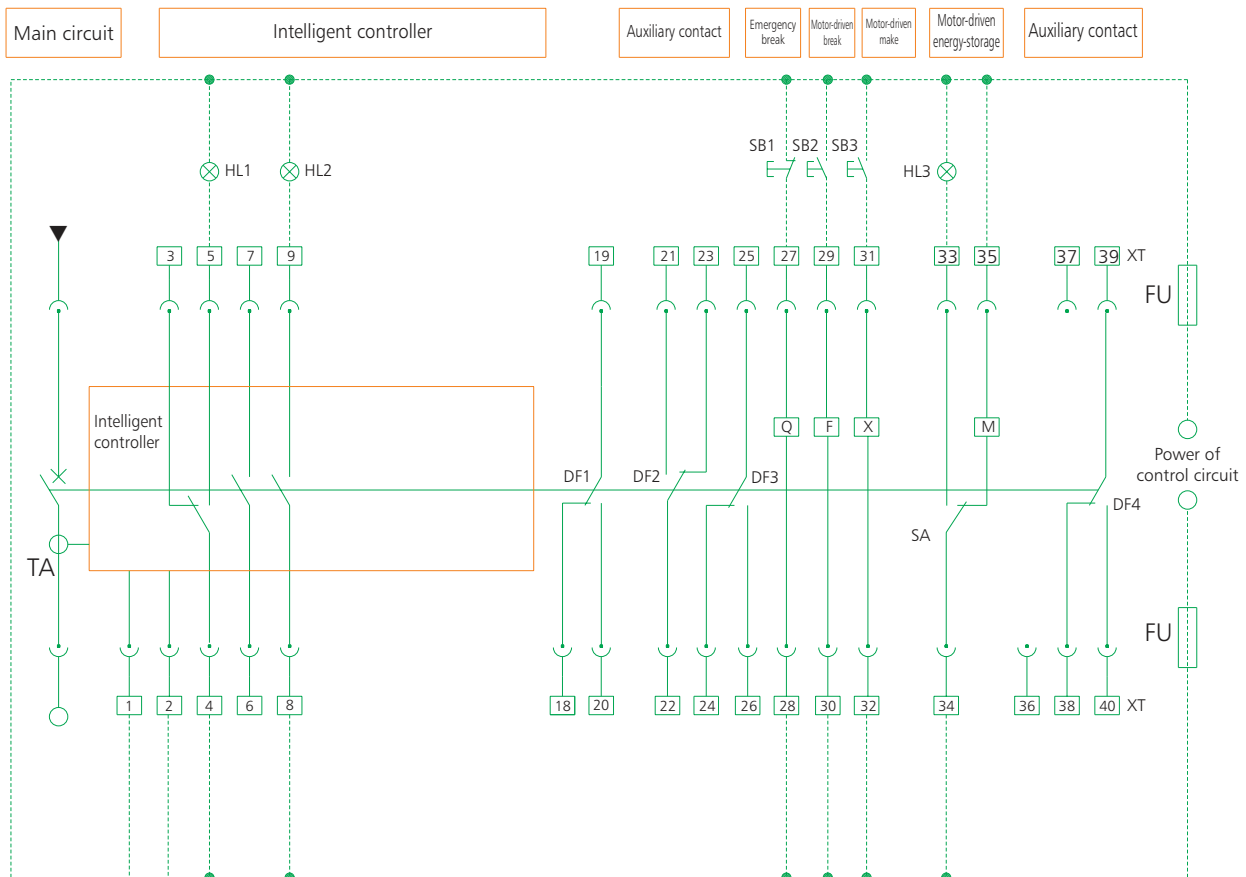 Main circuit
Intelligent controller
Auxiliary contact
Emergency
break
Motor-driven
break
Motor-driven
make
Motor-driven
energy-storage
Auxiliary contact
SB1 SB2 SB3
HL1 HL2 HL3
3 5 7 9 19 21 23 25 27 29 31 33 35 37 39 XT
FU
Intelligent
controller
Q F X M
Power of
control circuit
DF1 DF2 DF3
DF4
SA
TA
FU
1 2 4 6 8 18 20 22 24 26 28 30 32 34 36 38 40 XT